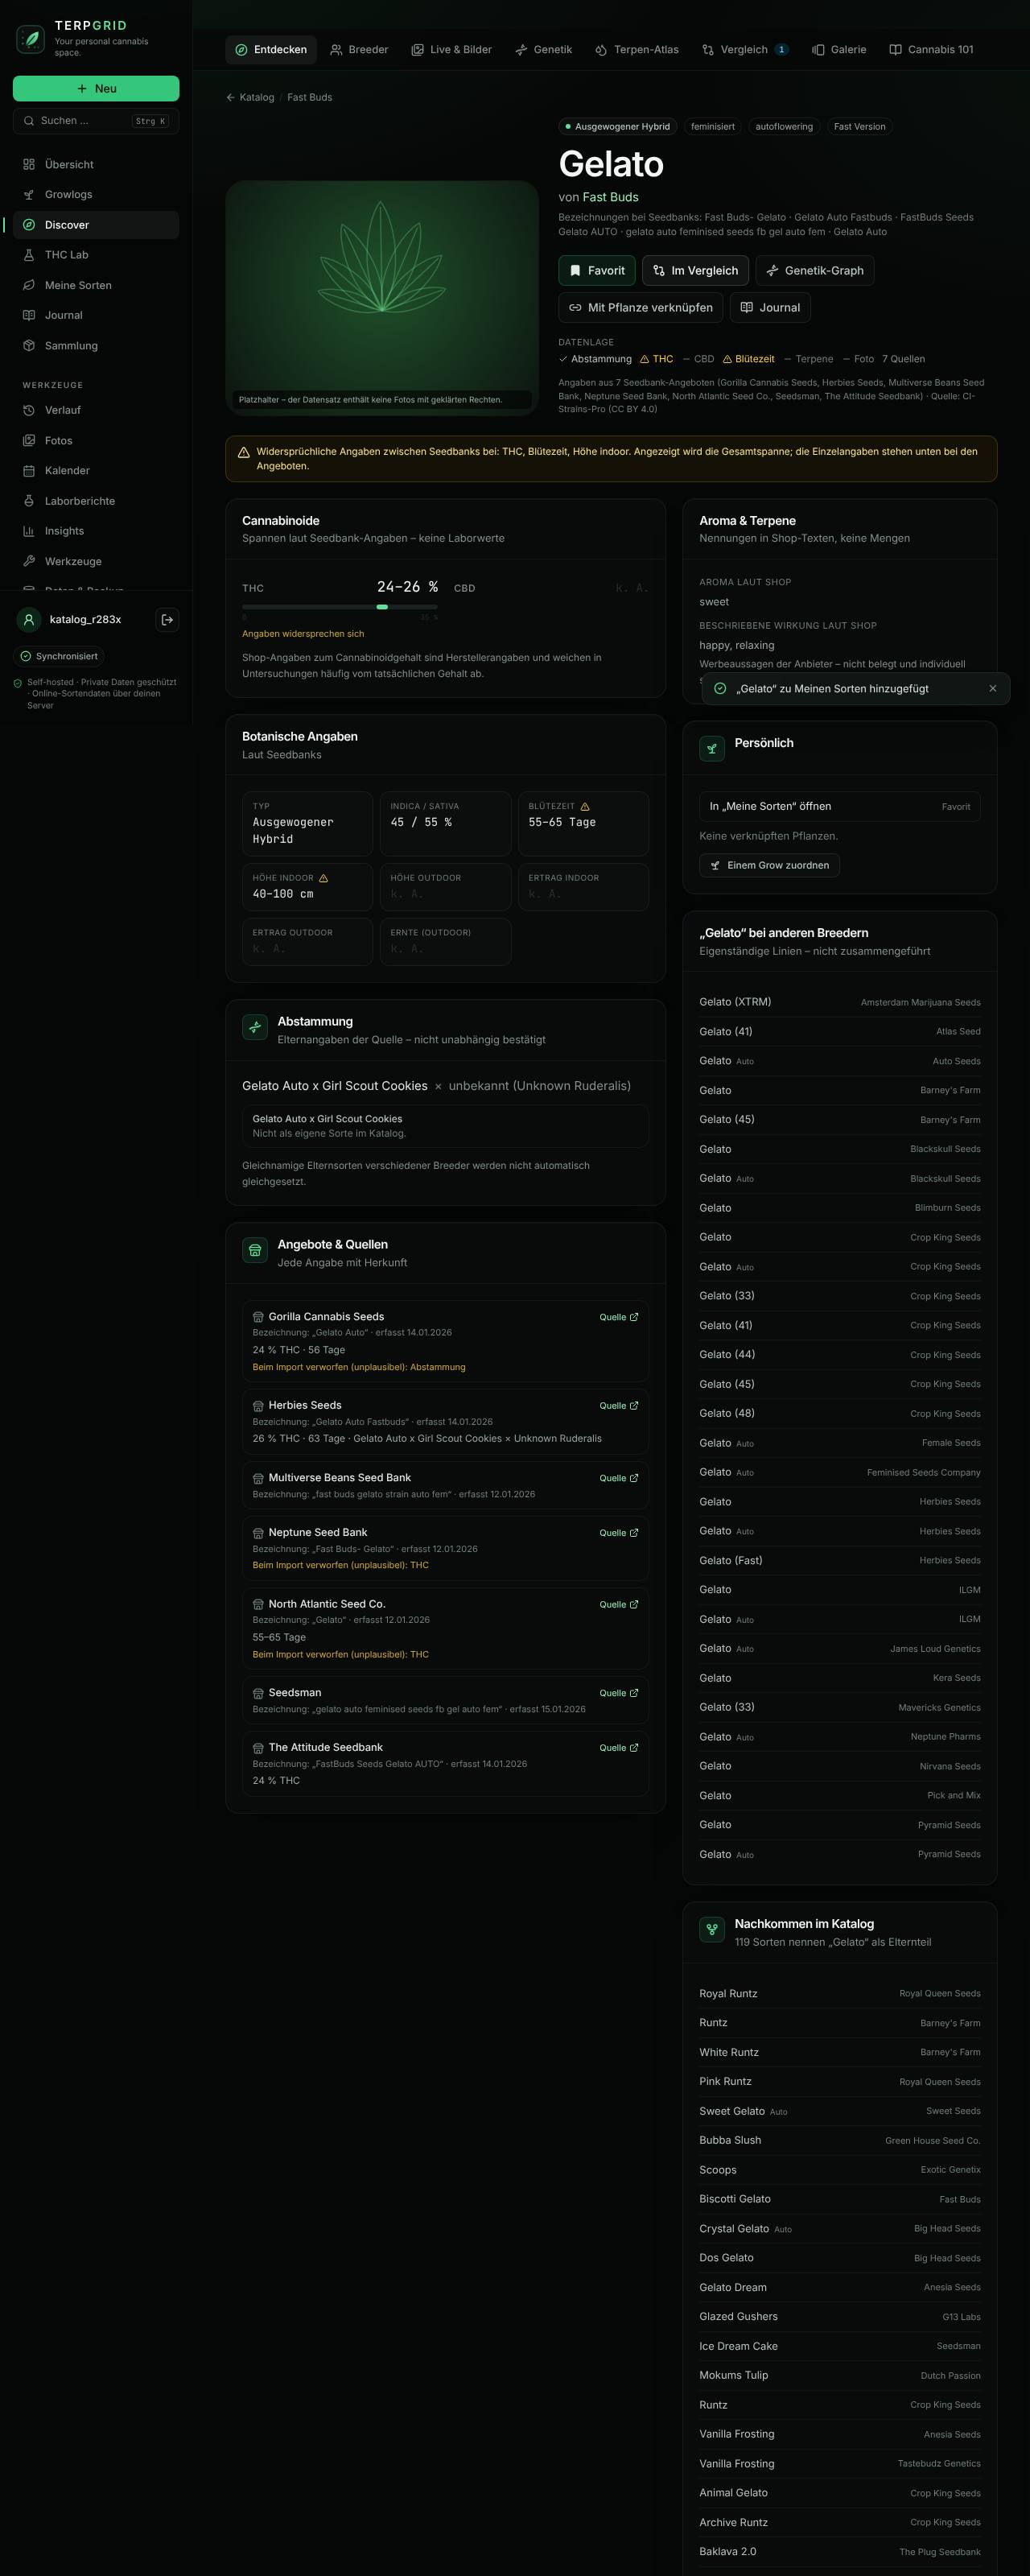 TERPGRID
Your personal cannabis
space.
Neu
Suchen ...
Strg K
Übersicht
Growlogs
Discover
THC Lab
Meine Sorten
Journal
Sammlung
WERKZEUGE
Verlauf
Fotos
Kalender
Laborberichte
Insights
Werkzeuge
katalog_r283x
Synchronisiert
Self-hosted · Private Daten geschützt
· Online-Sortendaten über deinen
Server
Entdecken
Breeder
Live & Bilder
Genetik
Terpen-Atlas
Vergleich 1
Galerie
Cannabis 101
Katalog / Fast Buds
Platzhalter – der Datensatz enthält keine Fotos mit geklärten Rechten.
Ausgewogener Hybrid
feminisiert
autoflowering
Fast Version
Gelato
von Fast Buds
Bezeichnungen bei Seedbanks: Fast Buds- Gelato · Gelato Auto Fastbuds · FastBuds Seeds
Gelato AUTO · gelato auto feminised seeds fb gel auto fem · Gelato Auto
Favorit
Im Vergleich
Genetik-Graph
Mit Pflanze verknüpfen
Journal
DATENLAGE
Abstammung THC – CBD Blütezeit – Terpene – Foto 7 Quellen
Angaben aus 7 Seedbank-Angeboten (Gorilla Cannabis Seeds, Herbies Seeds, Multiverse Beans Seed
Bank, Neptune Seed Bank, North Atlantic Seed Co., Seedsman, The Attitude Seedbank) · Quelle: CI-
Strains-Pro (CC BY 4.0)
Widersprüchliche Angaben zwischen Seedbanks bei: THC, Blütezeit, Höhe indoor. Angezeigt wird die Gesamtspanne; die Einzelangaben stehen unten bei den
Angeboten.
Cannabinoide
Spannen laut Seedbank-Angaben – keine Laborwerte
THC 24–26 %
CBD k. A.
Angaben widersprechen sich
Shop-Angaben zum Cannabinoidgehalt sind Herstellerangaben und weichen in
Untersuchungen häufig vom tatsächlichen Gehalt ab.
Botanische Angaben
Laut Seedbanks
TYP
Ausgewogener
Hybrid
INDICA / SATIVA
45 / 55 %
BLÜTEZEIT
55–65 Tage
HÖHE INDOOR
40–100 cm
HÖHE OUTDOOR
k. A.
ERTRAG INDOOR
k. A.
ERTRAG OUTDOOR
k. A.
ERNTE (OUTDOOR)
k. A.
Abstammung
Elternangaben der Quelle – nicht unabhängig bestätigt
Gelato Auto x Girl Scout Cookies × unbekannt (Unknown Ruderalis)
Gelato Auto x Girl Scout Cookies
Nicht als eigene Sorte im Katalog.
Gleichnamige Elternsorten verschiedener Breeder werden nicht automatisch
gleichgesetzt.
Angebote & Quellen
Jede Angabe mit Herkunft
Gorilla Cannabis Seeds Quelle
Bezeichnung: „Gelato Auto“ · erfasst 14.01.2026
24 % THC · 56 Tage
Beim Import verworfen (unplausibel): Abstammung
Herbies Seeds Quelle
Bezeichnung: „Gelato Auto Fastbuds“ · erfasst 14.01.2026
26 % THC · 63 Tage · Gelato Auto x Girl Scout Cookies × Unknown Ruderalis
Multiverse Beans Seed Bank Quelle
Bezeichnung: „fast buds gelato strain auto fem“ · erfasst 12.01.2026
Neptune Seed Bank Quelle
Bezeichnung: „Fast Buds- Gelato“ · erfasst 12.01.2026
Beim Import verworfen (unplausibel): THC
North Atlantic Seed Co. Quelle
Bezeichnung: „Gelato“ · erfasst 12.01.2026
55–65 Tage
Beim Import verworfen (unplausibel): THC
Seedsman Quelle
Bezeichnung: „gelato auto feminised seeds fb gel auto fem“ · erfasst 15.01.2026
The Attitude Seedbank Quelle
Bezeichnung: „FastBuds Seeds Gelato AUTO“ · erfasst 14.01.2026
24 % THC
Aroma & Terpene
Nennungen in Shop-Texten, keine Mengen
AROMA LAUT SHOP
sweet
BESCHRIEBENE WIRKUNG LAUT SHOP
happy, relaxing
Werbeaussagen der Anbieter – nicht belegt und individuell
„Gelato“ zu Meinen Sorten hinzugefügt
Persönlich
In „Meine Sorten“ öffnen Favorit
Keine verknüpften Pflanzen.
Einem Grow zuordnen
„Gelato“ bei anderen Breedern
Eigenständige Linien – nicht zusammengeführt
Gelato (XTRM) Amsterdam Marijuana Seeds
Gelato (41) Atlas Seed
Gelato Auto Auto Seeds
Gelato Barney's Farm
Gelato (45) Barney's Farm
Gelato Blackskull Seeds
Gelato Auto Blackskull Seeds
Gelato Blimburn Seeds
Gelato Crop King Seeds
Gelato Auto Crop King Seeds
Gelato (33) Crop King Seeds
Gelato (41) Crop King Seeds
Gelato (44) Crop King Seeds
Gelato (45) Crop King Seeds
Gelato (48) Crop King Seeds
Gelato Auto Female Seeds
Gelato Auto Feminised Seeds Company
Gelato Herbies Seeds
Gelato Auto Herbies Seeds
Gelato (Fast) Herbies Seeds
Gelato ILGM
Gelato Auto ILGM
Gelato Auto James Loud Genetics
Gelato Kera Seeds
Gelato (33) Mavericks Genetics
Gelato Auto Neptune Pharms
Gelato Nirvana Seeds
Gelato Pick and Mix
Gelato Pyramid Seeds
Gelato Auto Pyramid Seeds
Nachkommen im Katalog
119 Sorten nennen „Gelato“ als Elternteil
Royal Runtz Royal Queen Seeds
Runtz Barney's Farm
White Runtz Barney's Farm
Pink Runtz Royal Queen Seeds
Sweet Gelato Auto Sweet Seeds
Bubba Slush Green House Seed Co.
Scoops Exotic Genetix
Biscotti Gelato Fast Buds
Crystal Gelato Auto Big Head Seeds
Dos Gelato Big Head Seeds
Gelato Dream Anesia Seeds
Glazed Gushers G13 Labs
Ice Dream Cake Seedsman
Mokums Tulip Dutch Passion
Runtz Crop King Seeds
Vanilla Frosting Anesia Seeds
Vanilla Frosting Tastebudz Genetics
Animal Gelato Crop King Seeds
Archive Runtz Crop King Seeds
Baklava 2.0 The Plug Seedbank